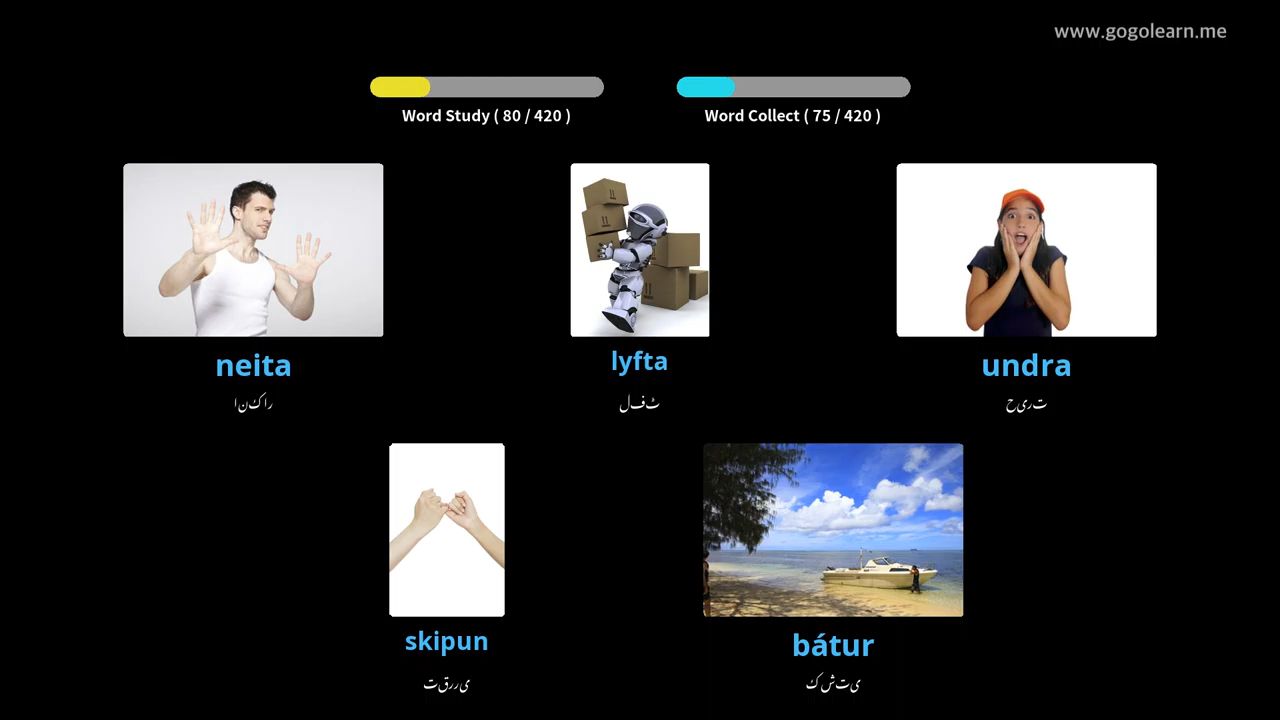 www.gogolearn.me
Word Study ( 80 / 420 )
Word Collect ( 75 / 420 )
neita
lyfta
undra
انکار
لفٹ
حیرت
skipun
bátur
تقرری
کشتی